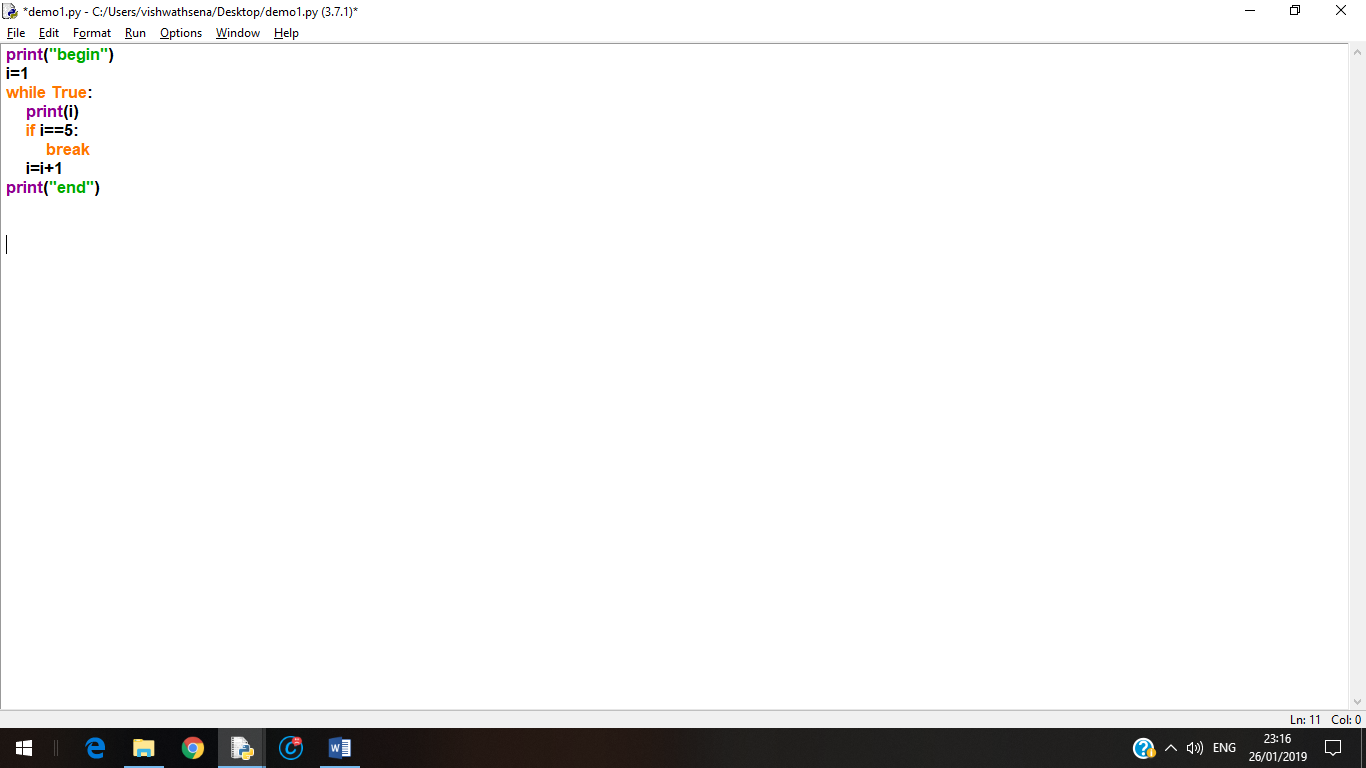 *demo1.py - C:/Users/vishwathsena/Desktop/demo1.py (3.7.1)*
File Edit Format Run Options Window Help
print("begin")
i=1
while True:
    print(i)
    if i==5:
        break
    i=i+1
print("end")
Ln: 11 Col: 0
ENG
23:16
26/01/2019